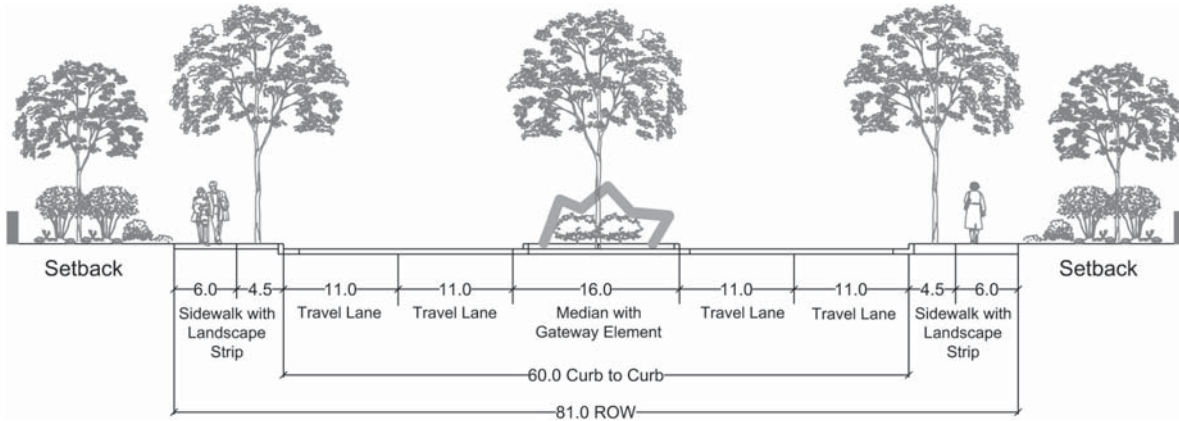 Setback
Setback
6.0 4.5 11.0 11.0 16.0 11.0 11.0 4.5 6.0
Sidewalk with
Landscape
Strip
Travel Lane
Travel Lane
Median with
Gateway Element
Travel Lane
Travel Lane
Sidewalk with
Landscape
Strip
60.0 Curb to Curb
81.0 ROW